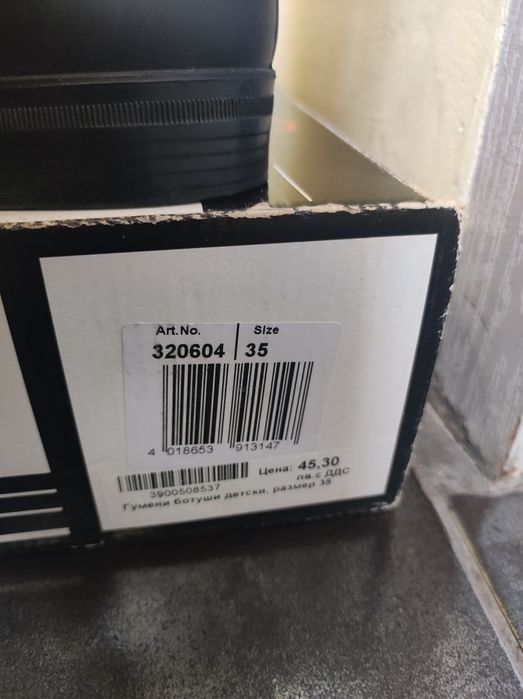 Art.No. Size
320604 35
4 018653 913147
Цена: 45,30
лв.с ДДС
3900508537
Гумени ботуши детски, размер 35